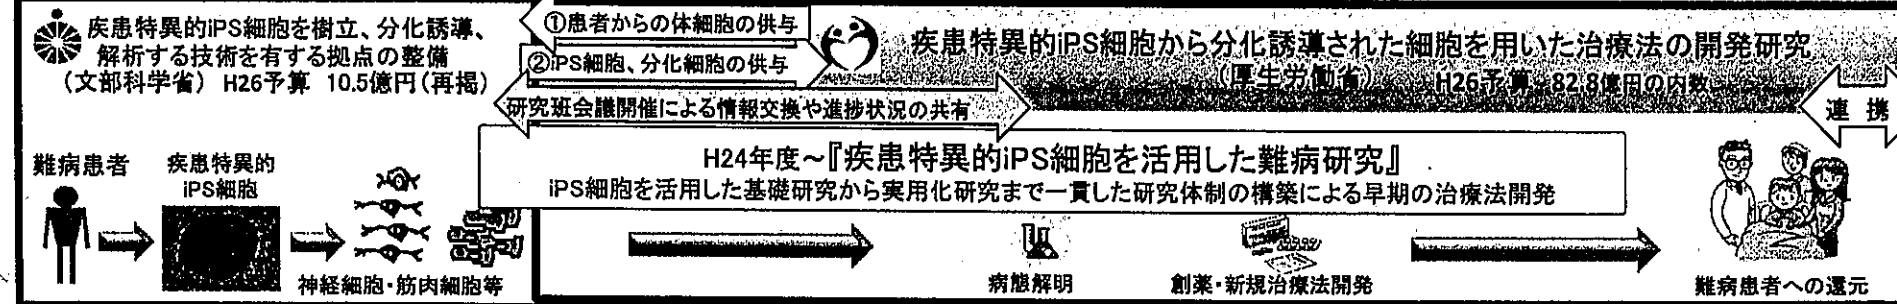 疾患特異的iPS細胞を樹立、分化誘導、
解析する技術を有する拠点の整備
（文部科学省） H26予算 10.5億円（再掲）
①患者からの体細胞の供与
②iPS細胞、分化細胞の供与
研究班会議開催による情報交換や進捗状況の共有
疾患特異的iPS細胞から分化誘導された細胞を用いた治療法の開発研究
（厚生労働省） H26予算 82.8億円の内数
連 携
H24年度～『疾患特異的iPS細胞を活用した難病研究』
iPS細胞を活用した基礎研究から実用化研究まで一貫した研究体制の構築による早期の治療法開発
難病患者
疾患特異的
iPS細胞
神経細胞・筋肉細胞等
病態解明
創薬・新規治療法開発
難病患者への還元